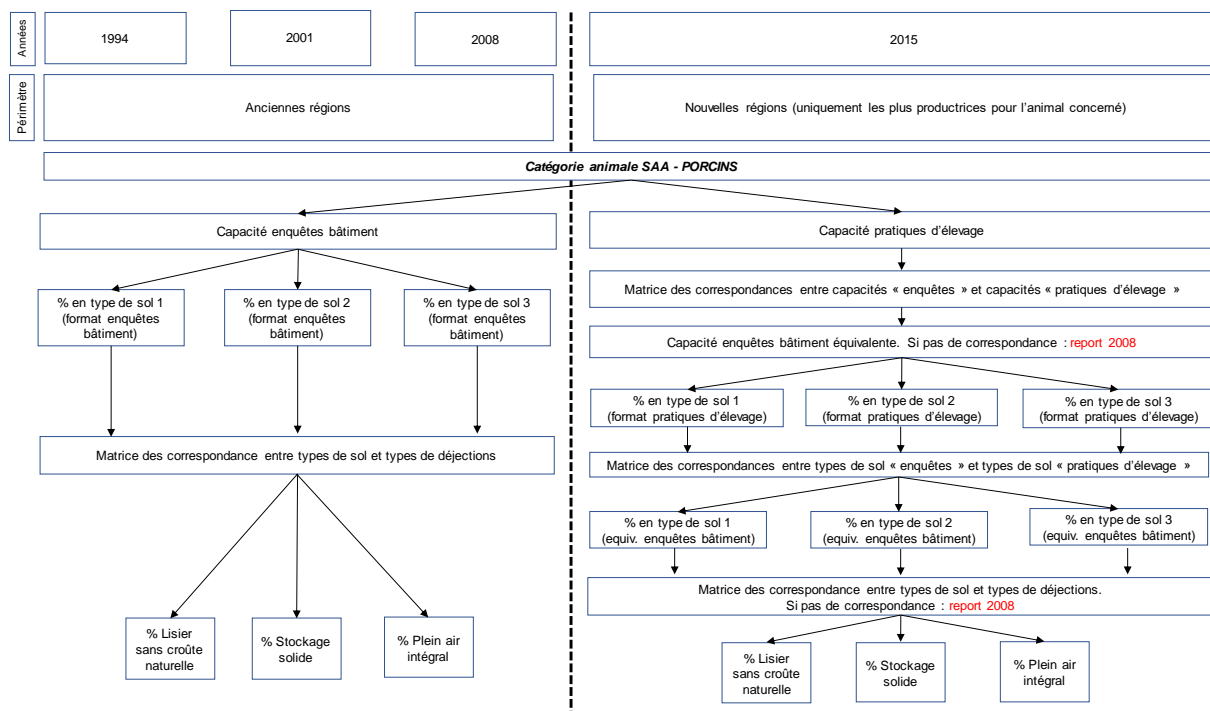 Années
1994
2001
2008
2015
Périmètre
Anciennes régions
Nouvelles régions (uniquement les plus productrices pour l'animal concerné)
Catégorie animale SAA - PORCINS
Capacité enquêtes bâtiment
% en type de sol 1
(format enquêtes
bâtiment)
% en type de sol 2
(format enquêtes
bâtiment)
% en type de sol 3
(format enquêtes
bâtiment)
Matrice des correspondance entre types de sol et types de déjections
% Lisier
sans croûte
naturelle
% Stockage
solide
% Plein air
intégral
Capacité pratiques d'élevage
Matrice des correspondances entre capacités « enquêtes » et capacités « pratiques d'élevage »
Capacité enquêtes bâtiment équivalente. Si pas de correspondance : report 2008
% en type de sol 1
(format pratiques d'élevage)
% en type de sol 2
(format pratiques d'élevage)
% en type de sol 3
(format pratiques d'élevage)
Matrice des correspondances entre types de sol « enquêtes » et types de sol « pratiques d'élevage »
% en type de sol 1
(equiv. enquêtes bâtiment)
% en type de sol 2
(equiv. enquêtes bâtiment)
% en type de sol 3
(equiv. enquêtes bâtiment)
Matrice des correspondance entre types de sol et types de déjections.
Si pas de correspondance : report 2008
% Lisier
sans croûte
naturelle
% Stockage
solide
% Plein air
intégral